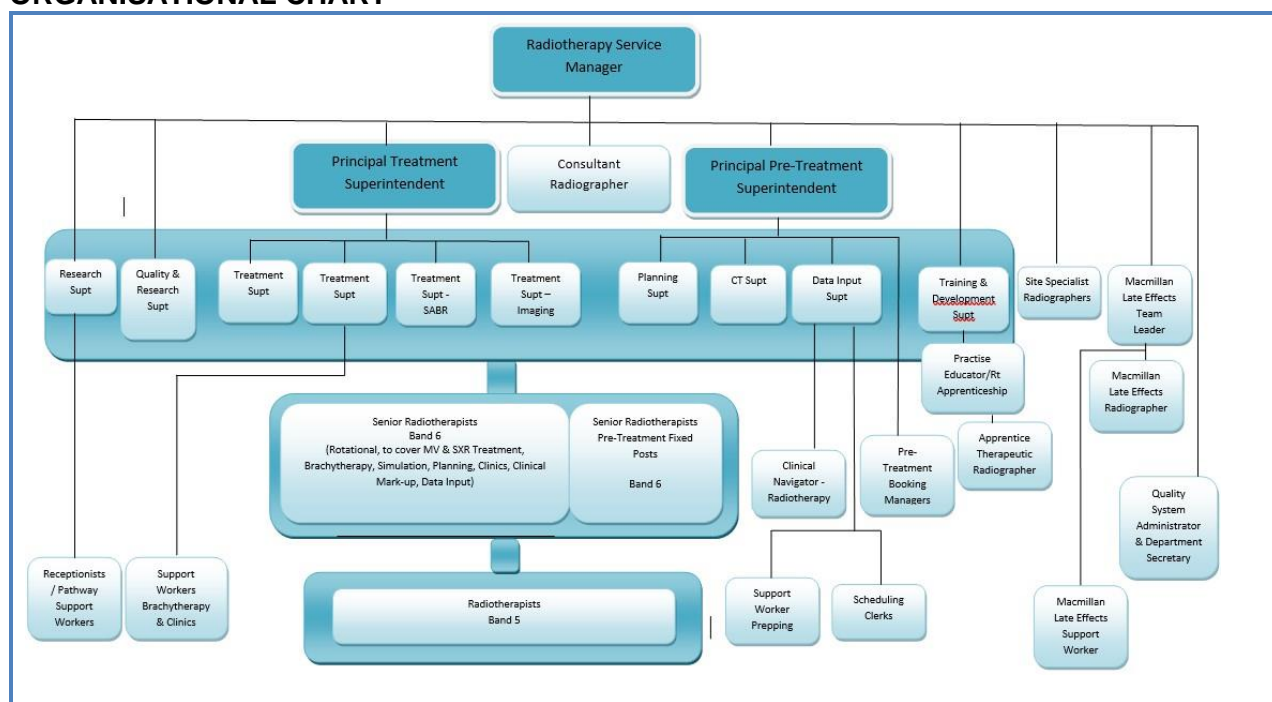 ORGANISATIONAL CHART
Radiotherapy Service
Manager
Principal Treatment
Superintendent
Consultant
Radiographer
Principal Pre-Treatment
Superintendent
Research
Supt
Quality &
Research
Supt
Treatment
Supt
Treatment
Supt
Treatment
Supt -
SABR
Treatment
Supt –
Imaging
Planning
Supt
CT Supt
Data Input
Supt
Training &
Development
Supt
Site Specialist
Radiographers
Macmillan
Late Effects
Team
Leader
Practise
Educator/Rt
Apprenticeship
Macmillan
Late Effects
Radiographer
Senior Radiotherapists
Band 6
(Rotational, to cover MV & SXR Treatment,
Brachytherapy, Simulation, Planning, Clinics, Clinical
Mark-up, Data Input)
Senior Radiotherapists
Pre-Treatment Fixed
Posts
Band 6
Clinical
Navigator -
Radiotherapy
Pre-
Treatment
Booking
Managers
Apprentice
Therapeutic
Radiographer
Quality
System
Administrator
& Department
Secretary
Receptionists
/ Pathway
Support
Workers
Support
Workers
Brachytherapy
& Clinics
Radiotherapists
Band 5
Support
Worker
Prepping
Scheduling
Clerks
Macmillan
Late Effects
Support
Worker